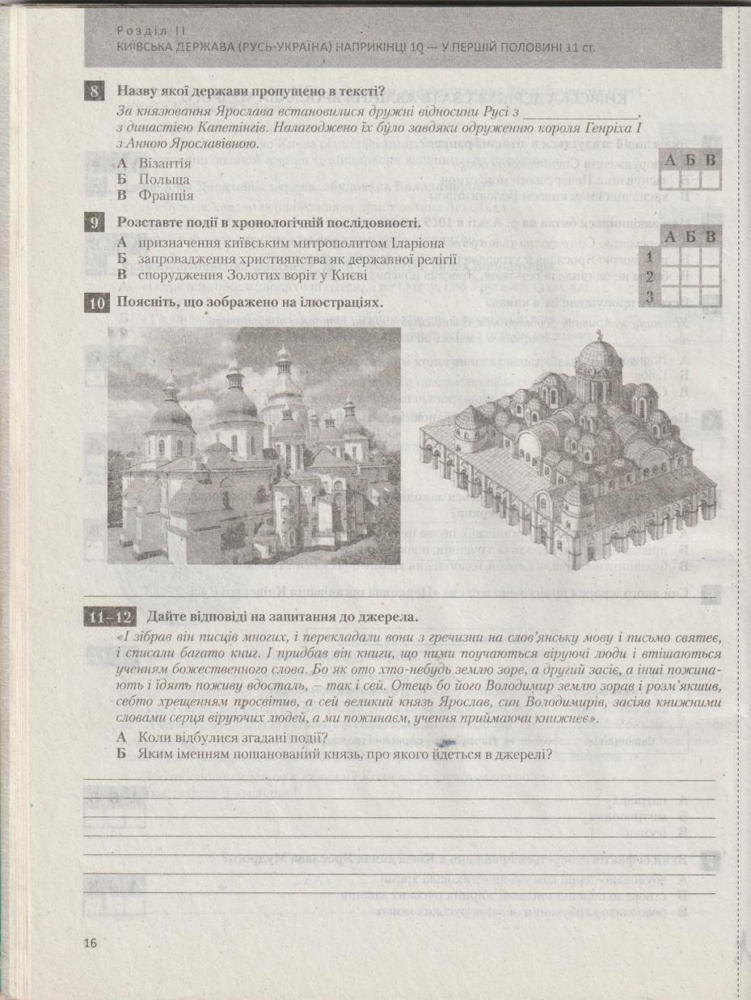 Розділ II
КИЇВСЬКА ДЕРЖАВА (РУСЬ-УКРАЇНА) НАПРИКІНЦІ 10 — У ПЕРШІЙ ПОЛОВИНІ 11 ст.
8 Назву якої держави пропущено в тексті?
За князювання Ярослава встановилися дружні відносини Русі з ____________,
з династією Капетінгів. Налагоджено їх було завдяки одруженню короля Генріха I
з Анною Ярославівною.
А Візантія
Б Польща
В Франція
А Б В
9 Розставте події в хронологічній послідовності.
А призначення київським митрополитом Іларіона
Б запровадження християнства як державної релігії
В спорудження Золотих воріт у Києві
А Б В
1
2
3
10 Поясніть, що зображено на ілюстраціях.
11–12 Дайте відповіді на запитання до джерела.
«І зібрав він писців многих, і перекладали вони з гречизни на слов’янську мову і письмо святеє,
і списали багато книг. І придбав він книги, що ними поучаються віруючі люди і втішаються
ученням божественного слова. Бо як ото хто-небудь землю зоре, а другий засіє, а інші пожина-
ють і їдять поживу вдосталь, – так і сей. Отець бо його Володимир землю зорав і розм’якшив,
себто хрещенням просвітив, а сей великий князь Ярослав, син Володимирів, засіяв книжними
словами серця віруючих людей, а ми пожинаєм, учення приймаючи книжнеє».
А Коли відбулися згадані події?
Б Яким іменням пошанований князь, про якого йдеться в джерелі?
16